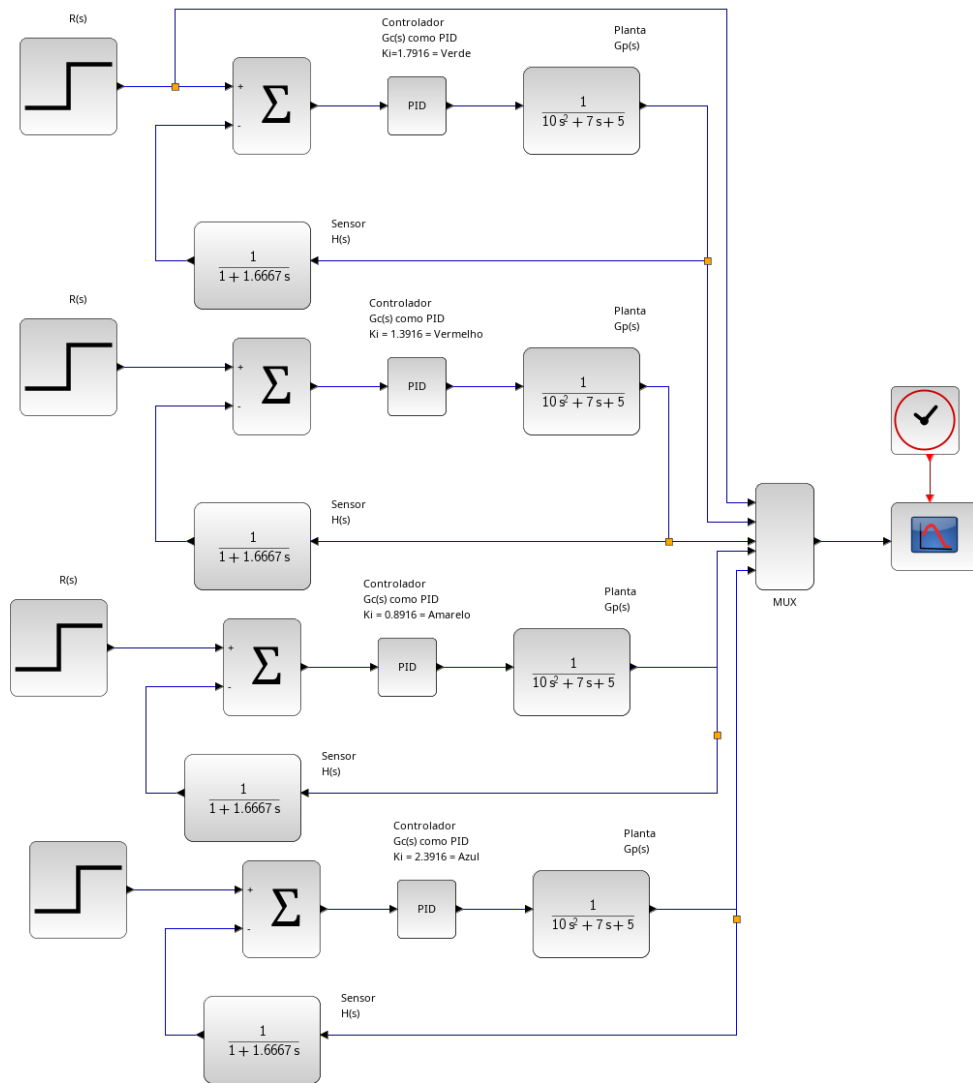 R(s)
Controlador
Gc(s) como PID
Ki=1.7916 = Verde
Planta
Gp(s)
+
-
Σ
PID
1
10 s² + 7 s + 5
Sensor
H(s)
1
1 + 1.6667 s
R(s)
Controlador
Gc(s) como PID
Ki = 1.3916 = Vermelho
Planta
Gp(s)
+
-
Σ
PID
1
10 s² + 7 s + 5
Sensor
H(s)
1
1 + 1.6667 s
MUX
R(s)
Controlador
Gc(s) como PID
Ki = 0.8916 = Amarelo
Planta
Gp(s)
+
-
Σ
PID
1
10 s² + 7 s + 5
Sensor
H(s)
1
1 + 1.6667 s
Controlador
Gc(s) como PID
Ki = 2.3916 = Azul
Planta
Gp(s)
+
-
Σ
PID
1
10 s² + 7 s + 5
Sensor
H(s)
1
1 + 1.6667 s